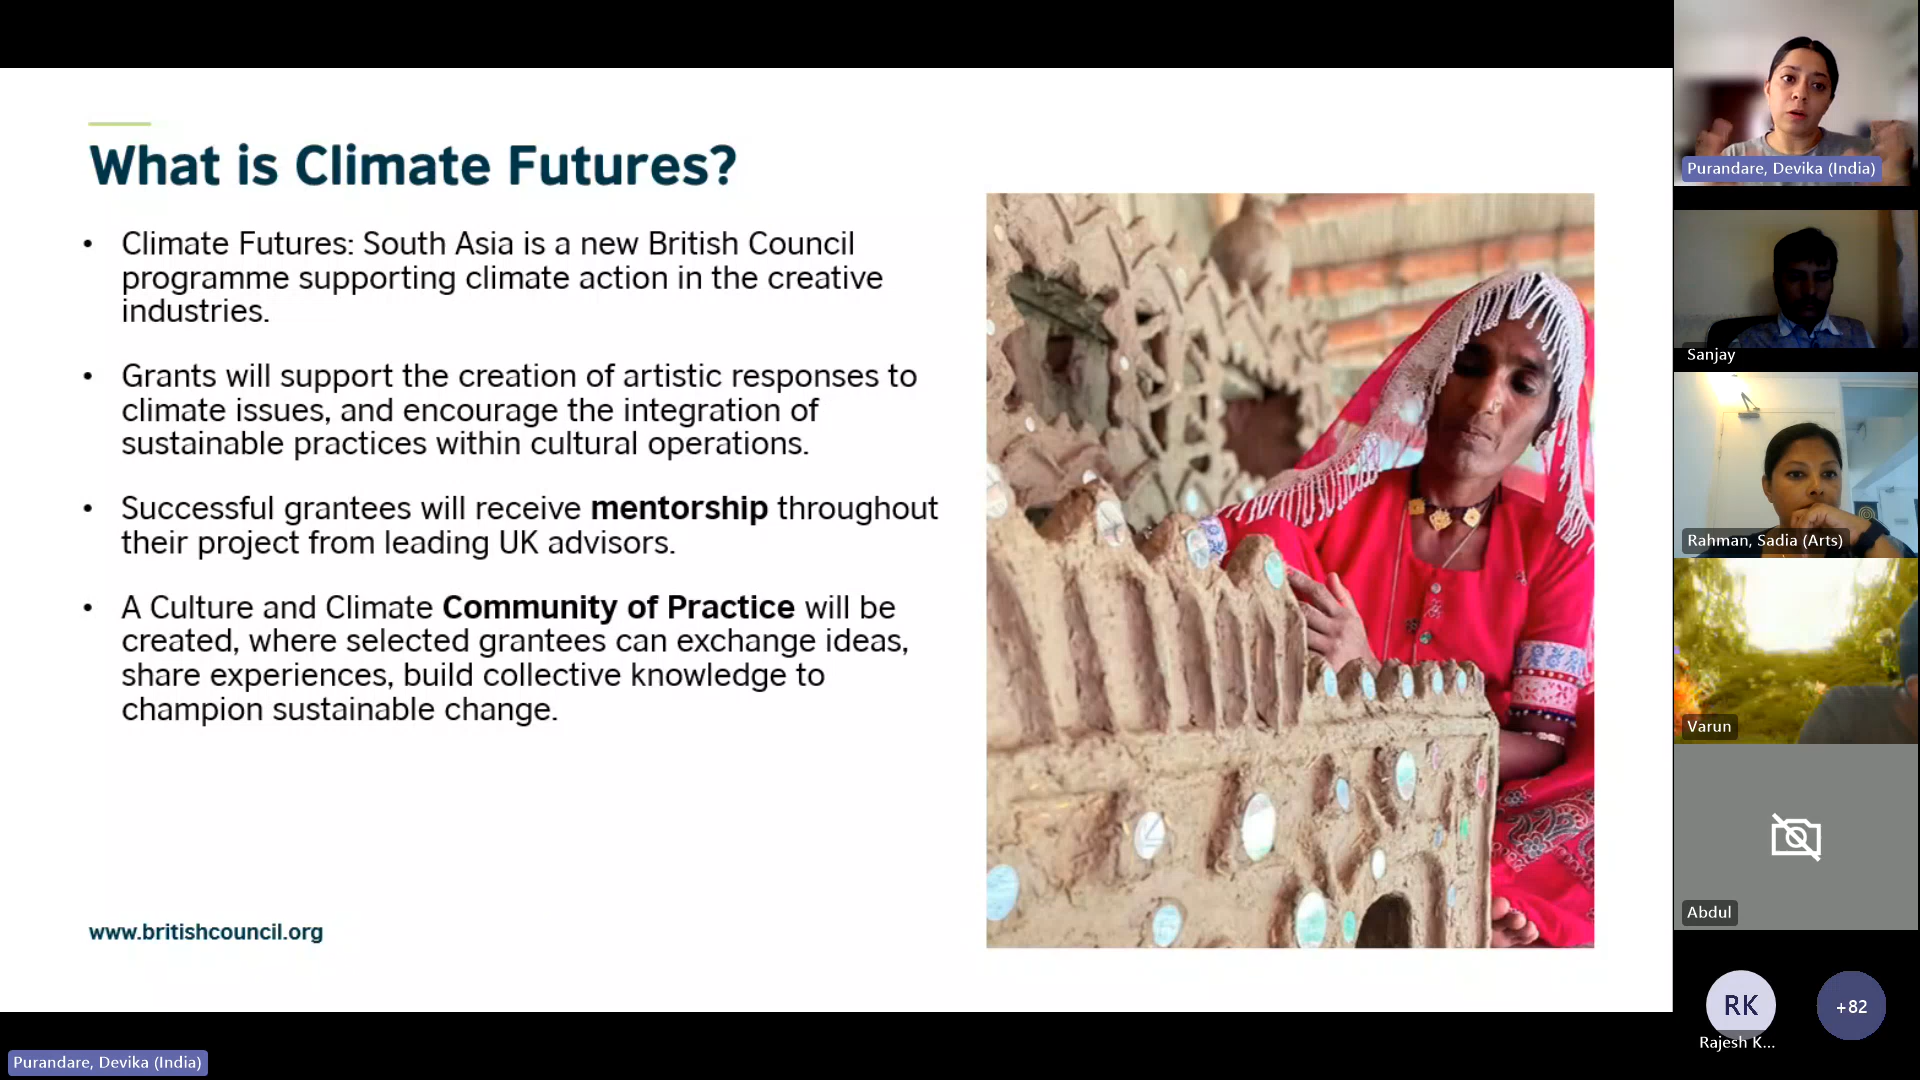 What is Climate Futures?
• Climate Futures: South Asia is a new British Council
programme supporting climate action in the creative
industries.
• Grants will support the creation of artistic responses to
climate issues, and encourage the integration of
sustainable practices within cultural operations.
• Successful grantees will receive mentorship throughout
their project from leading UK advisors.
• A Culture and Climate Community of Practice will be
created, where selected grantees can exchange ideas,
share experiences, build collective knowledge to
champion sustainable change.
www.britishcouncil.org
Purandare, Devika (India)
Purandare, Devika (India)
Sanjay
Rahman, Sadia (Arts)
Varun
Abdul
RK
+82
Rajesh K...